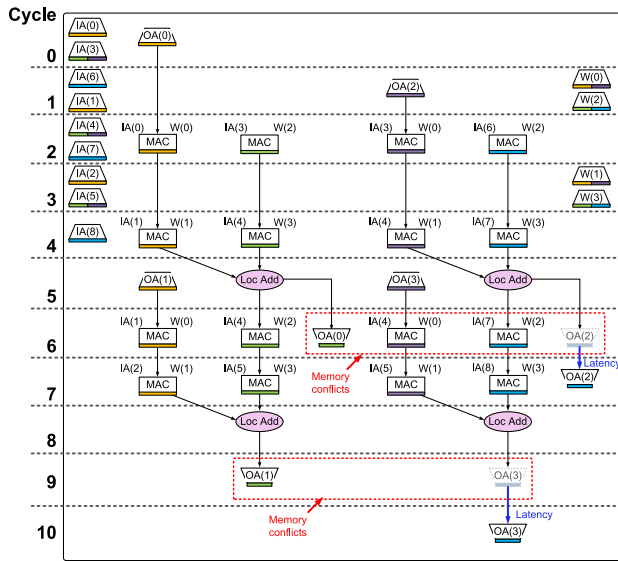 Cycle
IA(0)
OA(0)
IA(3)
0
IA(6)
W(0)
OA(2)
IA(1)
W(2)
1
IA(4)
IA(0) W(0) IA(3) W(2) IA(3) W(0) IA(6) W(2)
MAC MAC MAC MAC
IA(7)
2
IA(2)
W(1)
IA(5)
W(3)
3
IA(8)
IA(1) W(1) IA(4) W(3) IA(4) W(1) IA(7) W(3)
MAC MAC MAC MAC
4
OA(1) Loc Add OA(3) Loc Add
5
IA(1) W(0) IA(4) W(2) IA(4) W(0) IA(7) W(2)
MAC MAC OA(0) MAC MAC OA(2)
6
Latency
IA(2) W(1) IA(5) W(3) Memory IA(5) W(1) IA(8) W(3)
MAC MAC conflicts MAC MAC OA(2)
7
Loc Add Loc Add
8
OA(1) OA(3)
9
Memory Latency
conflicts
OA(3)
10